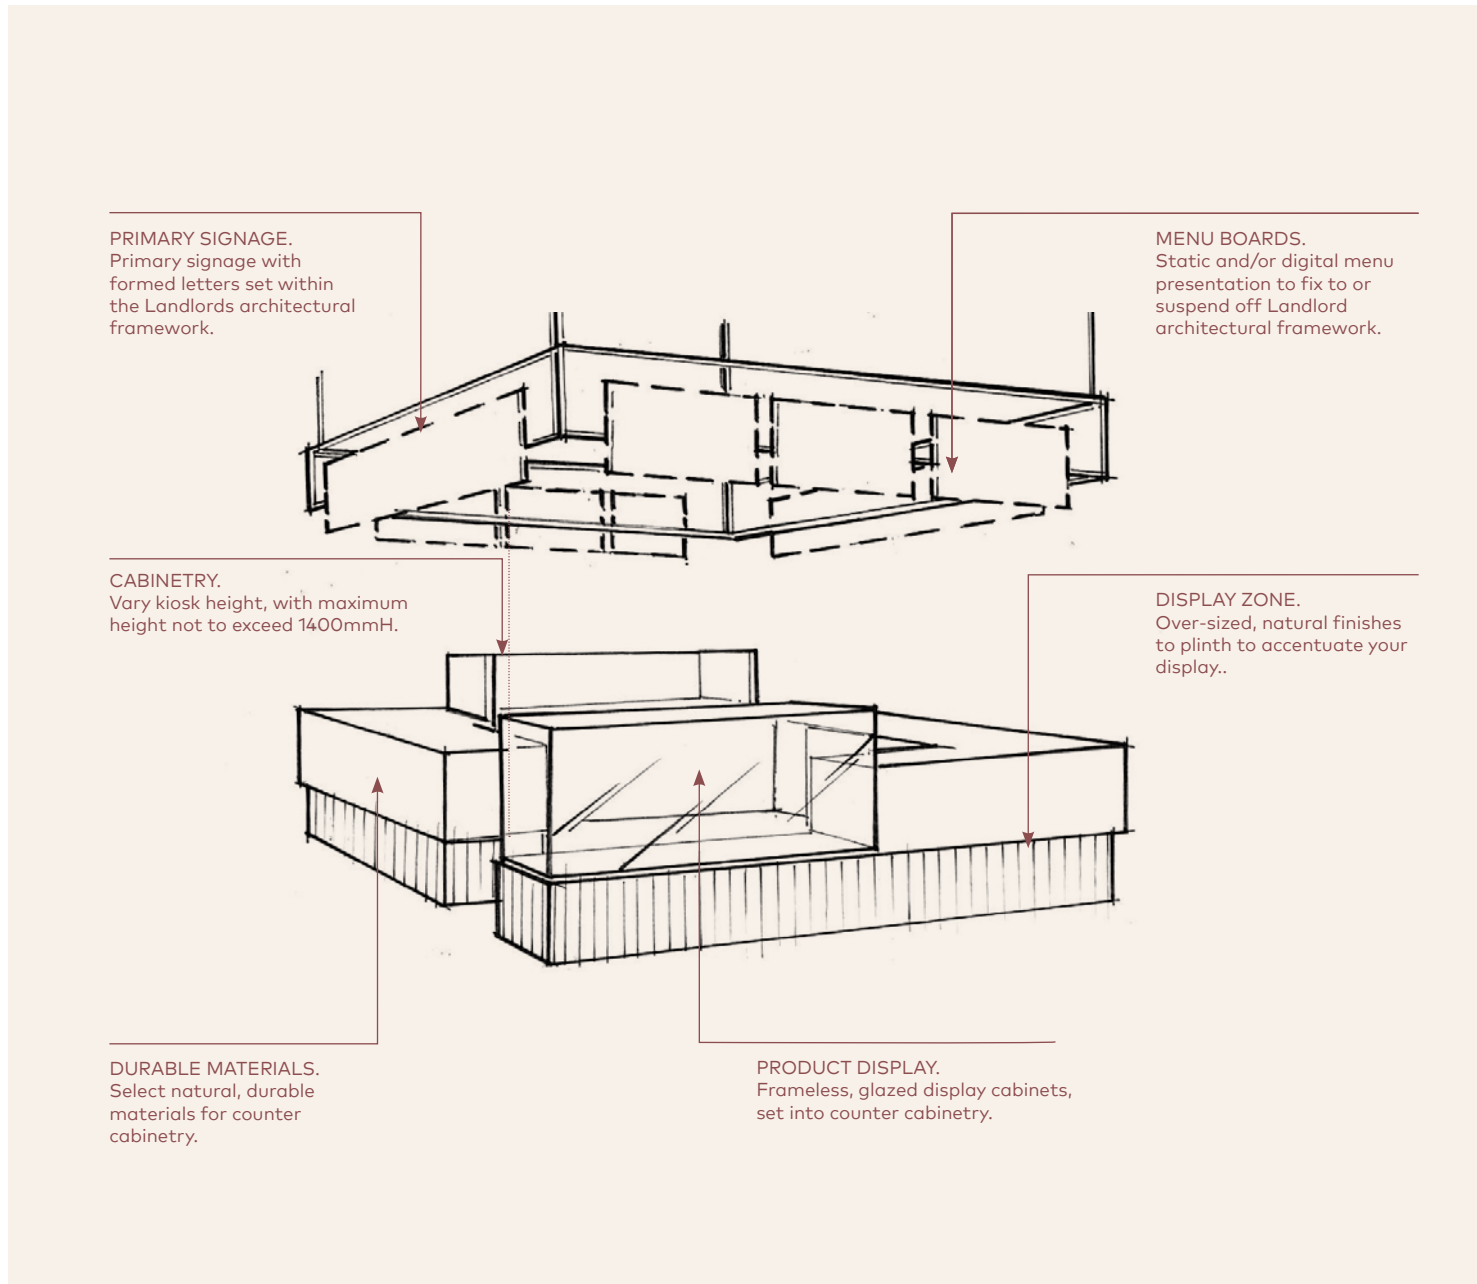 PRIMARY SIGNAGE.
Primary signage with
formed letters set within
the Landlords architectural
framework.
MENU BOARDS.
Static and/or digital menu
presentation to fix to or
suspend off Landlord
architectural framework.
CABINETRY.
Vary kiosk height, with maximum
height not to exceed 1400mmH.
DISPLAY ZONE.
Over-sized, natural finishes
to plinth to accentuate your
display..
DURABLE MATERIALS.
Select natural, durable
materials for counter
cabinetry.
PRODUCT DISPLAY.
Frameless, glazed display cabinets,
set into counter cabinetry.